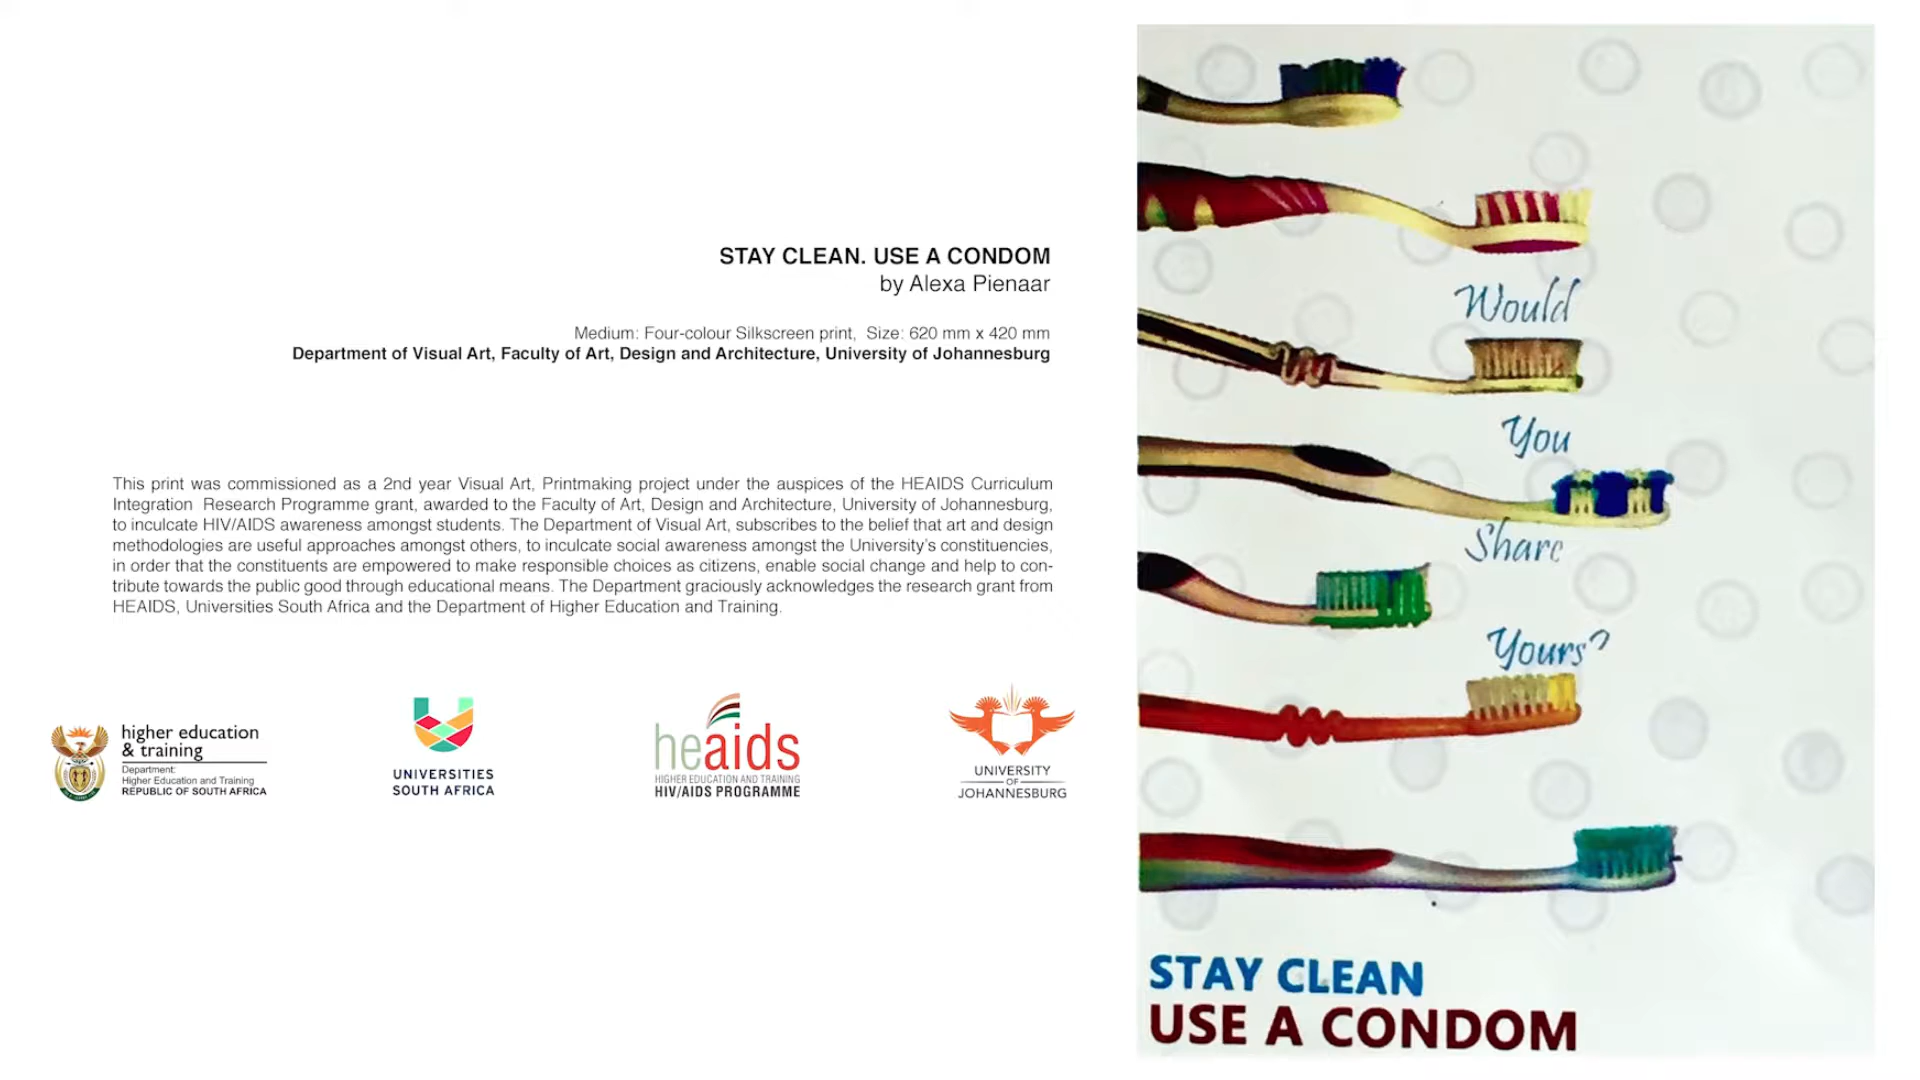 STAY CLEAN. USE A CONDOM
by Alexa Pienaar
Medium: Four-colour Silkscreen print, Size: 620 mm x 420 mm
Department of Visual Art, Faculty of Art, Design and Architecture, University of Johannesburg
This print was commissioned as a 2nd year Visual Art, Printmaking project under the auspices of the HEAIDS Curriculum
Integration Research Programme grant, awarded to the Faculty of Art, Design and Architecture, University of Johannesburg,
to inculcate HIV/AIDS awareness amongst students. The Department of Visual Art, subscribes to the belief that art and design
methodologies are useful approaches amongst others, to inculcate social awareness amongst the University's constituencies,
in order that the constituents are empowered to make responsible choices as citizens, enable social change and help to con-
tribute towards the public good through educational means. The Department graciously acknowledges the research grant from
HEAIDS, Universities South Africa and the Department of Higher Education and Training.
higher education
& training
Department:
Higher Education and Training
REPUBLIC OF SOUTH AFRICA
UNIVERSITIES
SOUTH AFRICA
heaids
HIGHER EDUCATION AND TRAINING
HIV/AIDS PROGRAMME
UNIVERSITY
OF
JOHANNESBURG
Would
You
Share
Yours?
STAY CLEAN
USE A CONDOM